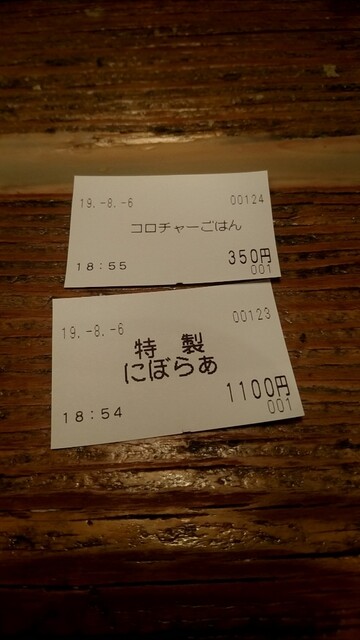 19.-8.-6 00124
コロチャーごはん
18:55 350円
001
19.-8.-6 00123
特 製
にぼらあ
18:54 1100円
001